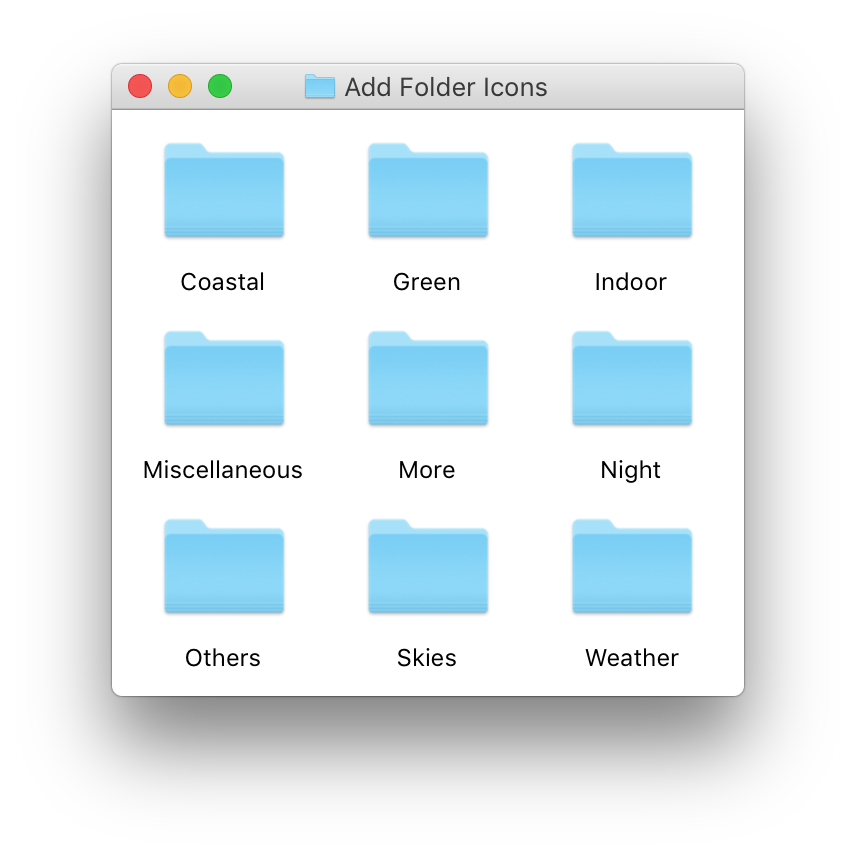 Add Folder Icons
Coastal Green Indoor
Miscellaneous More Night
Others Skies Weather